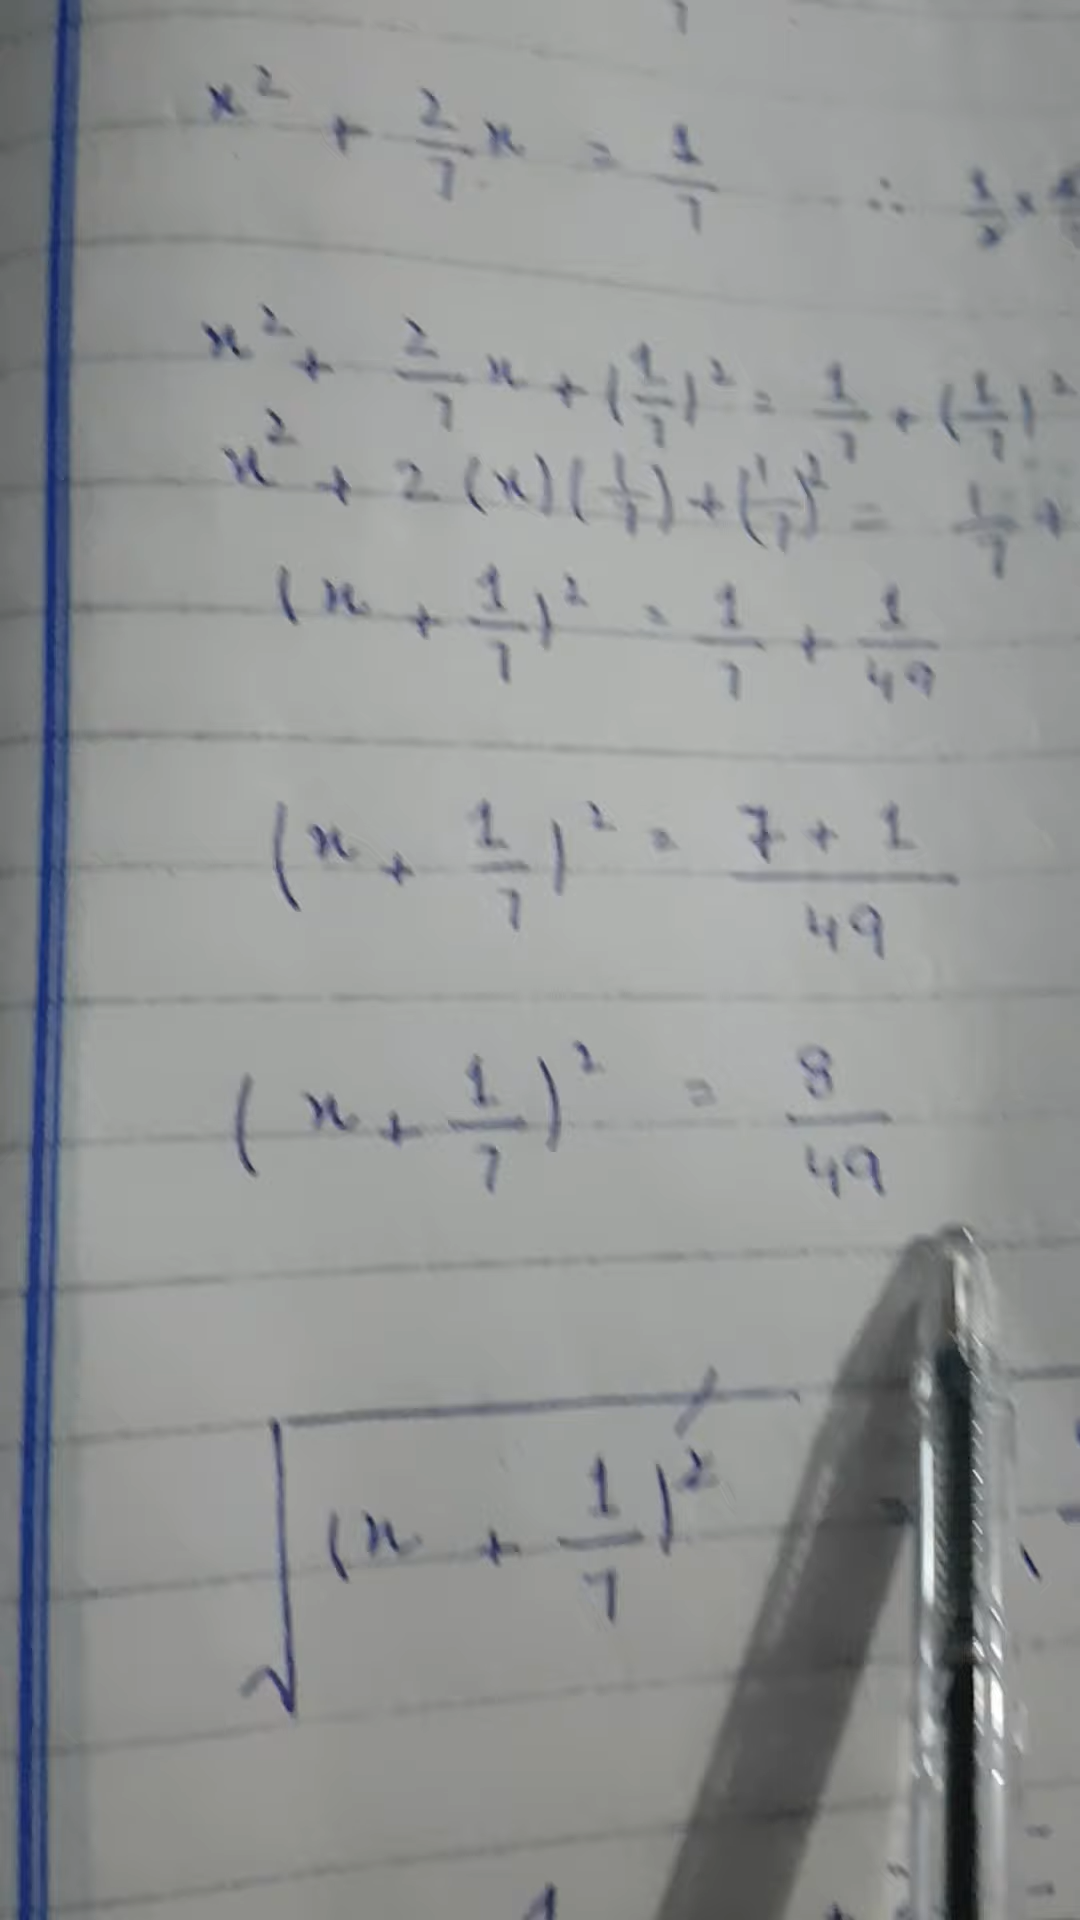 x² + 2/7 x = 1/7 ∴ 1/2 ×
x² + 2/7 x + (1/7)² = 1/7 + (1/7)²
x² + 2 (x) (1/7) + (1/7)² = 1/7 +
(x + 1/7)² = 1/7 + 1/49
(x + 1/7)² = (7 + 1)/49
(x + 1/7)² = 8/49
√(x + 1/7)² =